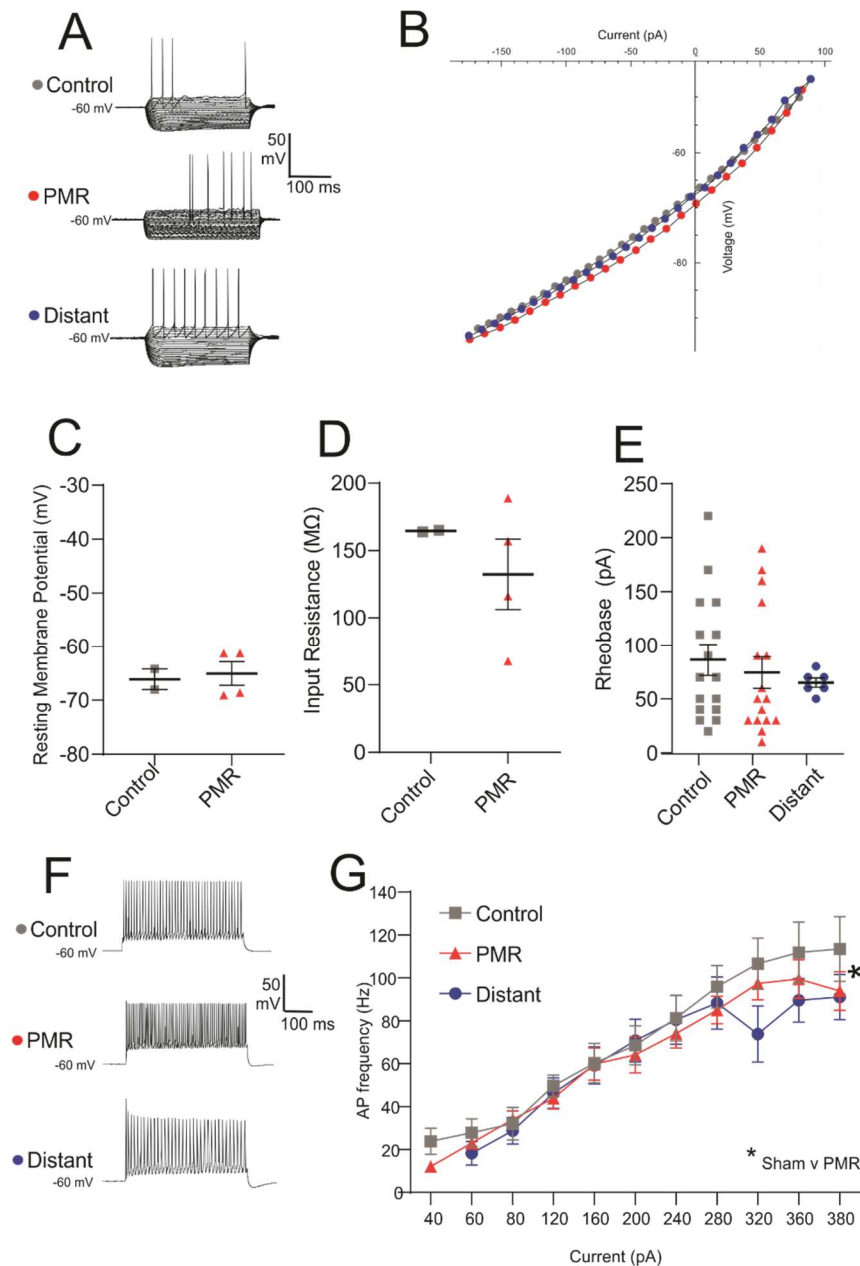 A
Control
-60 mV
50
mV
100 ms
PMR
-60 mV
Distant
-60 mV
B
Current (pA)
-150 -100 -50 0 50 100
-60
-80
Voltage (mV)
C
Resting Membrane Potential (mV)
-30
-40
-50
-60
-70
-80
Control PMR
D
Input Resistance (MΩ)
200
150
100
50
0
Control PMR
E
Rheobase (pA)
250
200
150
100
50
0
Control PMR Distant
F
Control
-60 mV
50
mV
100 ms
PMR
-60 mV
Distant
-60 mV
G
AP frequency (Hz)
140
120
100
80
60
40
20
0
Control
PMR
Distant
*
* Sham v PMR
40 60 80 120 160 200 240 280 320 360 380
Current (pA)